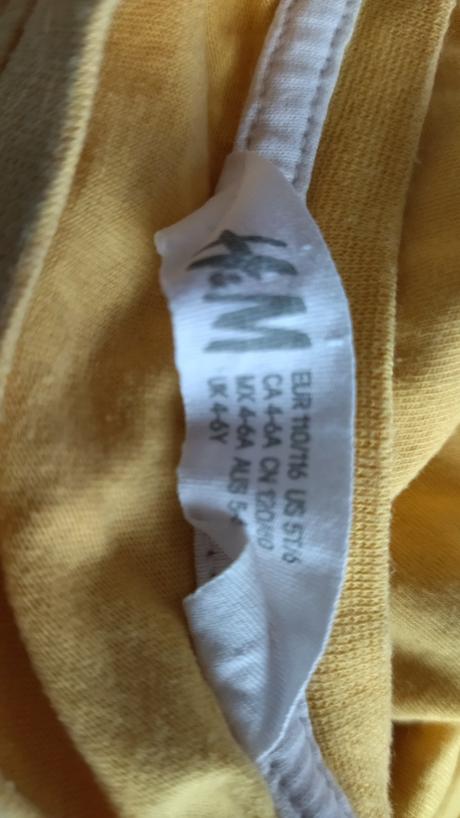 H&M
EUR 110/116 US 5T/6
CA 4-6A CN 120/60
MX 4-6A AUS 5-
UK 4-6Y